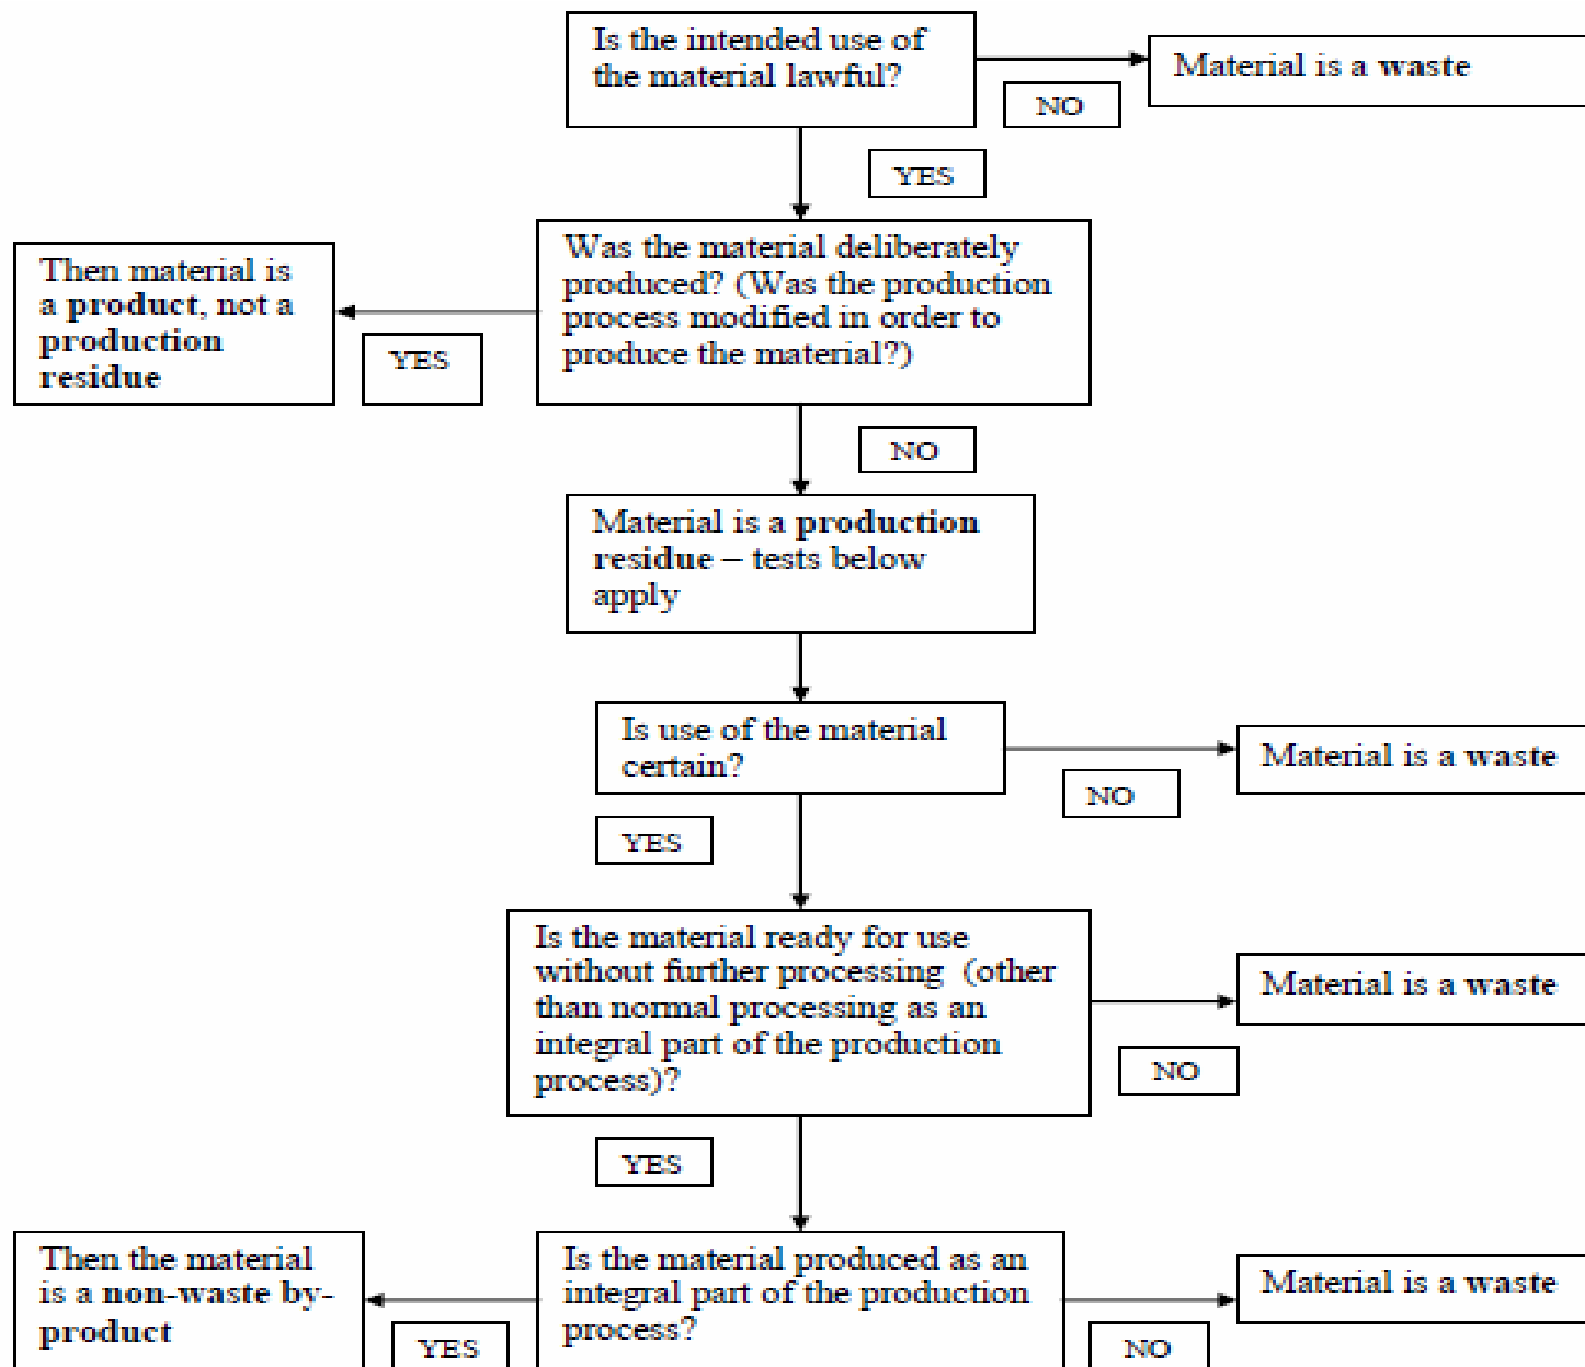 Is the intended use of
the material lawful?
Material is a waste
NO
YES
Was the material deliberately
produced? (Was the production
process modified in order to
produce the material?)
Then material is
a product, not a
production
residue
YES
NO
Material is a production
residue – tests below
apply
Is use of the material
certain?
Material is a waste
NO
YES
Is the material ready for use
without further processing (other
than normal processing as an
integral part of the production
process)?
Material is a waste
NO
YES
Then the material
is a non-waste by-
product
Is the material produced as an
integral part of the production
process?
Material is a waste
YES
NO